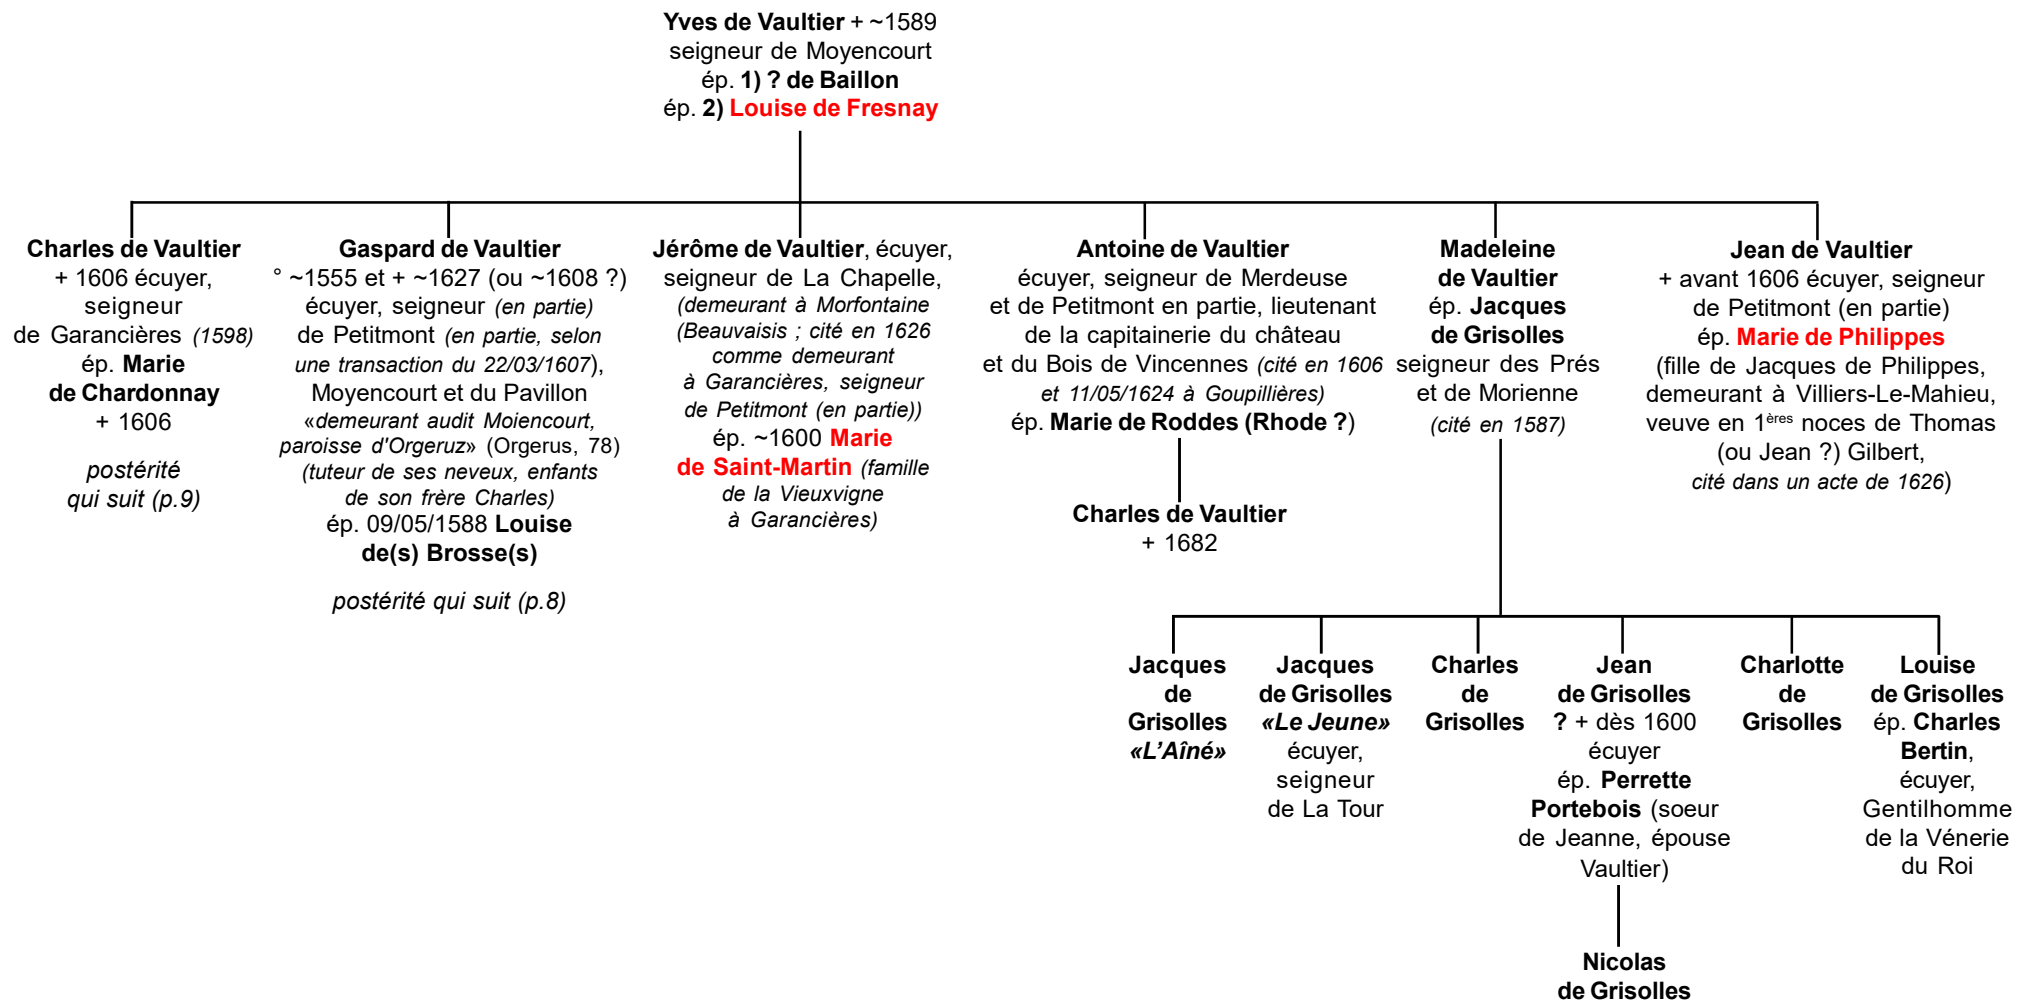 Yves de Vaultier + ~1589
seigneur de Moyencourt
ép. 1) ? de Baillon
ép. 2) Louise de Fresnay
Charles de Vaultier
+ 1606 écuyer,
seigneur
de Garancières (1598)
ép. Marie
de Chardonnay
+ 1606
postérité
qui suit (p.9)
Gaspard de Vaultier
° ~1555 et + ~1627 (ou ~1608 ?)
écuyer, seigneur (en partie)
de Petitmont (en partie, selon
une transaction du 22/03/1607),
Moyencourt et du Pavillon
«demeurant audit Moiencourt,
paroisse d'Orgeruz» (Orgerus, 78)
(tuteur de ses neveux, enfants
de son frère Charles)
ép. 09/05/1588 Louise
de(s) Brosse(s)
postérité qui suit (p.8)
Jérôme de Vaultier, écuyer,
seigneur de La Chapelle,
(demeurant à Morfontaine
(Beauvaisis ; cité en 1626
comme demeurant
à Garancières, seigneur
de Petitmont (en partie))
ép. ~1600 Marie
de Saint-Martin (famille
de la Vieuxvigne
à Garancières)
Antoine de Vaultier
écuyer, seigneur de Merdeuse
et de Petitmont en partie, lieutenant
de la capitainerie du château
et du Bois de Vincennes (cité en 1606
et 11/05/1624 à Goupillières)
ép. Marie de Roddes (Rhode ?)
Charles de Vaultier
+ 1682
Madeleine
de Vaultier
ép. Jacques
de Grisolles
seigneur des Prés
et de Morienne
(cité en 1587)
Jean de Vaultier
+ avant 1606 écuyer, seigneur
de Petitmont (en partie)
ép. Marie de Philippes
(fille de Jacques de Philippes,
demeurant à Villiers-Le-Mahieu,
veuve en 1ères noces de Thomas
(ou Jean ?) Gilbert,
cité dans un acte de 1626)
Jacques
de
Grisolles
«L'Aîné»
Jacques
de Grisolles
«Le Jeune»
écuyer,
seigneur
de La Tour
Charles
de
Grisolles
Jean
de Grisolles
? + dès 1600
écuyer
ép. Perrette
Portebois (soeur
de Jeanne, épouse
Vaultier)
Charlotte
de
Grisolles
Louise
de Grisolles
ép. Charles
Bertin,
écuyer,
Gentilhomme
de la Vénerie
du Roi
Nicolas
de Grisolles